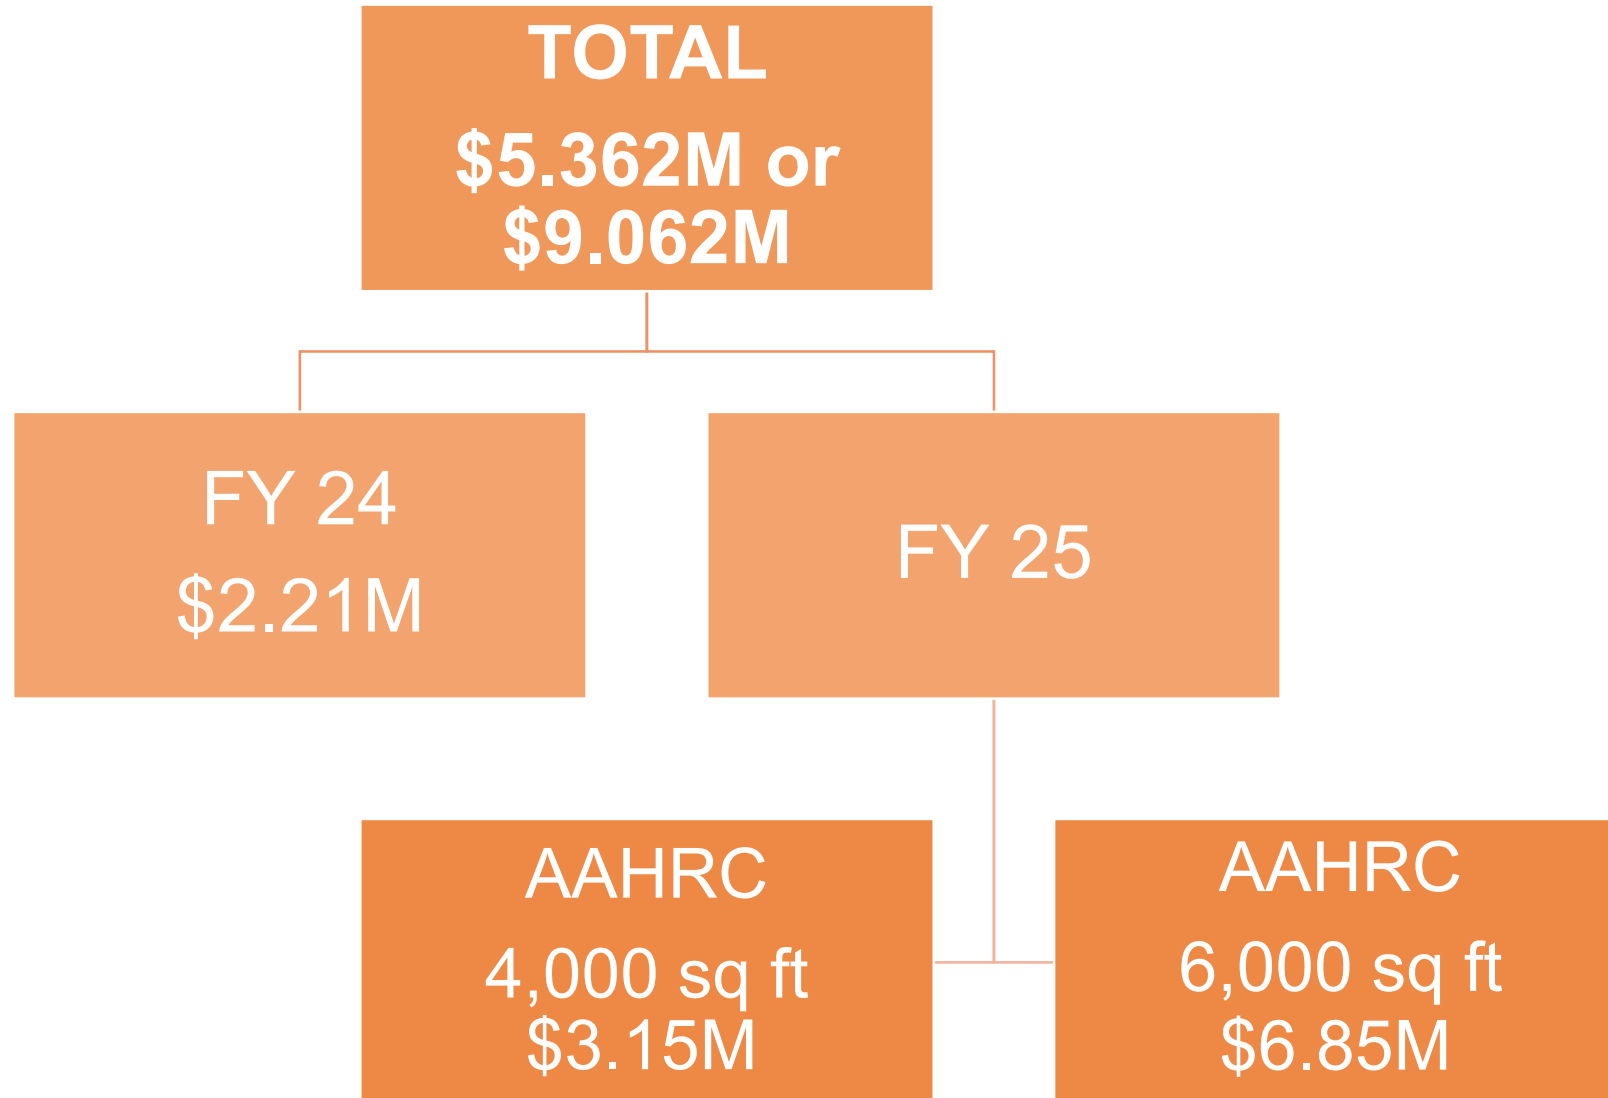 TOTAL
$5.362M or
$9.062M
FY 24
$2.21M
FY 25
AAHRC
4,000 sq ft
$3.15M
AAHRC
6,000 sq ft
$6.85M